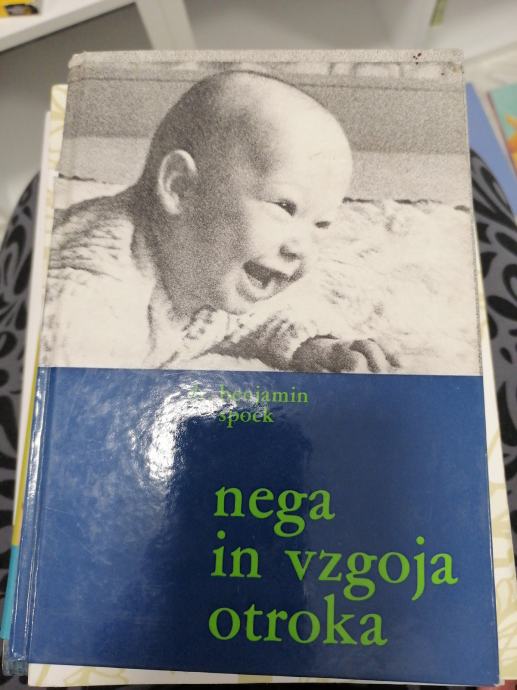 benjamin
spock
nega
in vzgoja
otroka